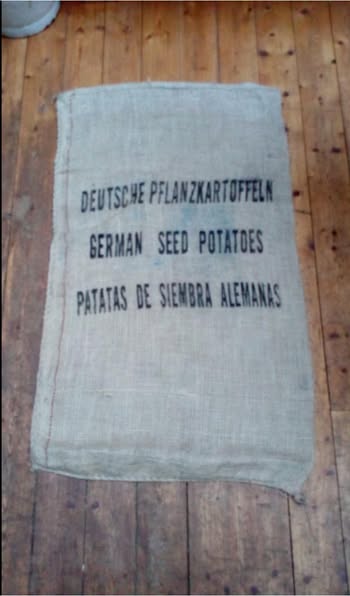 DEUTSCHE PFLANZKARTOFFELN
GERMAN SEED POTATOES
PATATAS DE SIEMBRA ALEMANAS